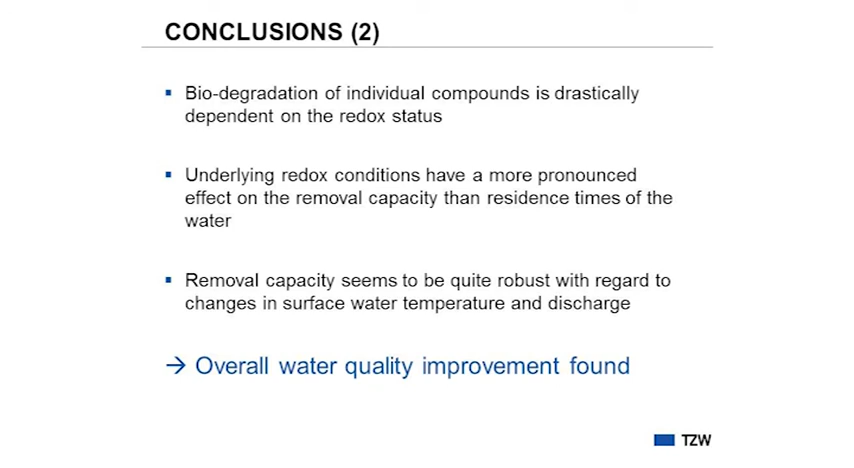 CONCLUSIONS (2)
▪ Bio-degradation of individual compounds is drastically
dependent on the redox status
▪ Underlying redox conditions have a more pronounced
effect on the removal capacity than residence times of the
water
▪ Removal capacity seems to be quite robust with regard to
changes in surface water temperature and discharge
→ Overall water quality improvement found
TZW